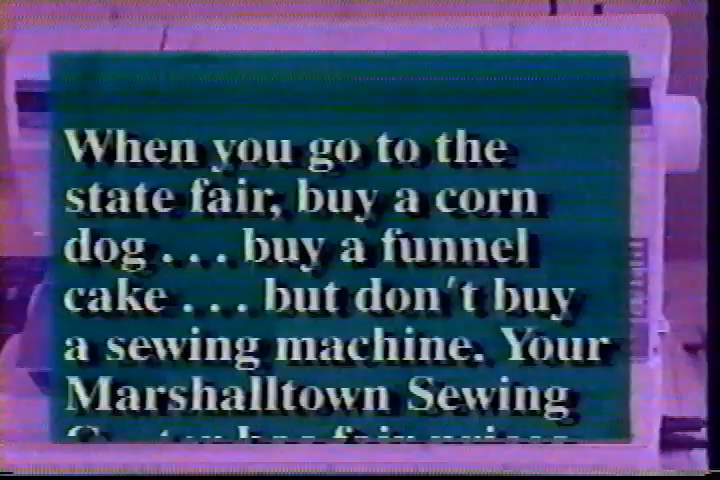 When you go to the
state fair, buy a corn
dog . . . buy a funnel
cake . . . but don't buy
a sewing machine. Your
Marshalltown Sewing